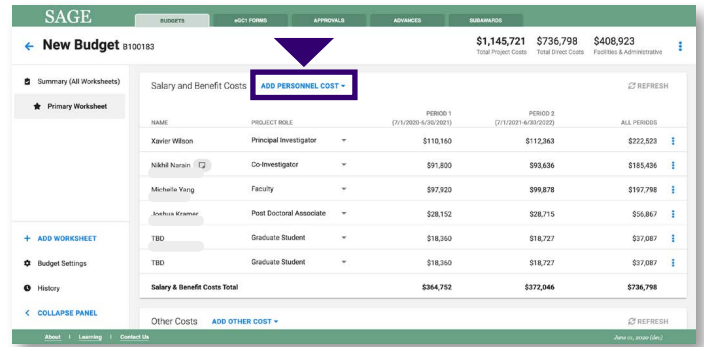 SAGE
BUDGETS eGC1 FORMS APPROVALS ADVANCES SUBAWARDS
New Budget B100183
$1,145,721 $736,798 $408,923
Total Project Costs Total Direct Costs Facilities & Administrative
Summary (All Worksheets)
Primary Worksheet
ADD WORKSHEET
Budget Settings
History
COLLAPSE PANEL
Salary and Benefit Costs ADD PERSONNEL COST REFRESH
NAME PROJECT ROLE PERIOD 1 (7/1/2020-6/30/2021) PERIOD 2 (7/1/2021-6/30/2022) ALL PERIODS
Xavier Wilson Principal Investigator $110,160 $112,363 $222,523
Nikhil Narain Co-Investigator $91,800 $93,636 $185,436
Michelle Yang Faculty $97,920 $99,878 $197,798
Joshua Kramer Post Doctoral Associate $28,152 $28,715 $56,867
TBD Graduate Student $18,360 $18,727 $37,087
TBD Graduate Student $18,360 $18,727 $37,087
Salary & Benefit Costs Total $364,752 $372,046 $736,798
Other Costs ADD OTHER COST REFRESH
About | Learning | Contact Us June 01, 2020 (dec)